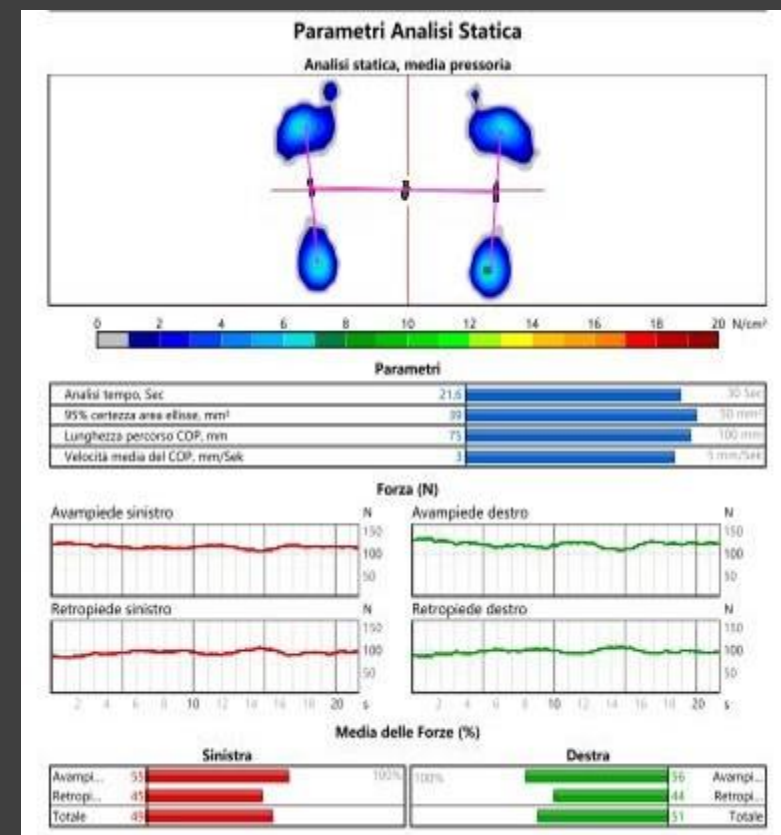 Parametri Analisi Statica
Analisi statica, media pressoria
0 2 4 6 8 10 12 14 16 18 20 N/cm²
Parametri
Analisi tempo, Sec 21,6 30 Sec
95% certezza area ellisse, mm² 39 50 mm²
Lunghezza percorso COP, mm 75 100 mm
Velocità media del COP, mm/Sek 3 5 mm/Sek
Forza (N)
Avampiede sinistro N Avampiede destro N
150 150
100 100
50 50
Retropiede sinistro N Retropiede destro N
150 150
100 100
50 50
2 4 6 8 10 12 14 16 18 20 s 2 4 6 8 10 12 14 16 18 20 s
Media delle Forze (%)
Sinistra Destra
Avampi... 55 100% 100% 56 Avampi...
Retropi... 45 44 Retropi...
Totale 49 51 Totale